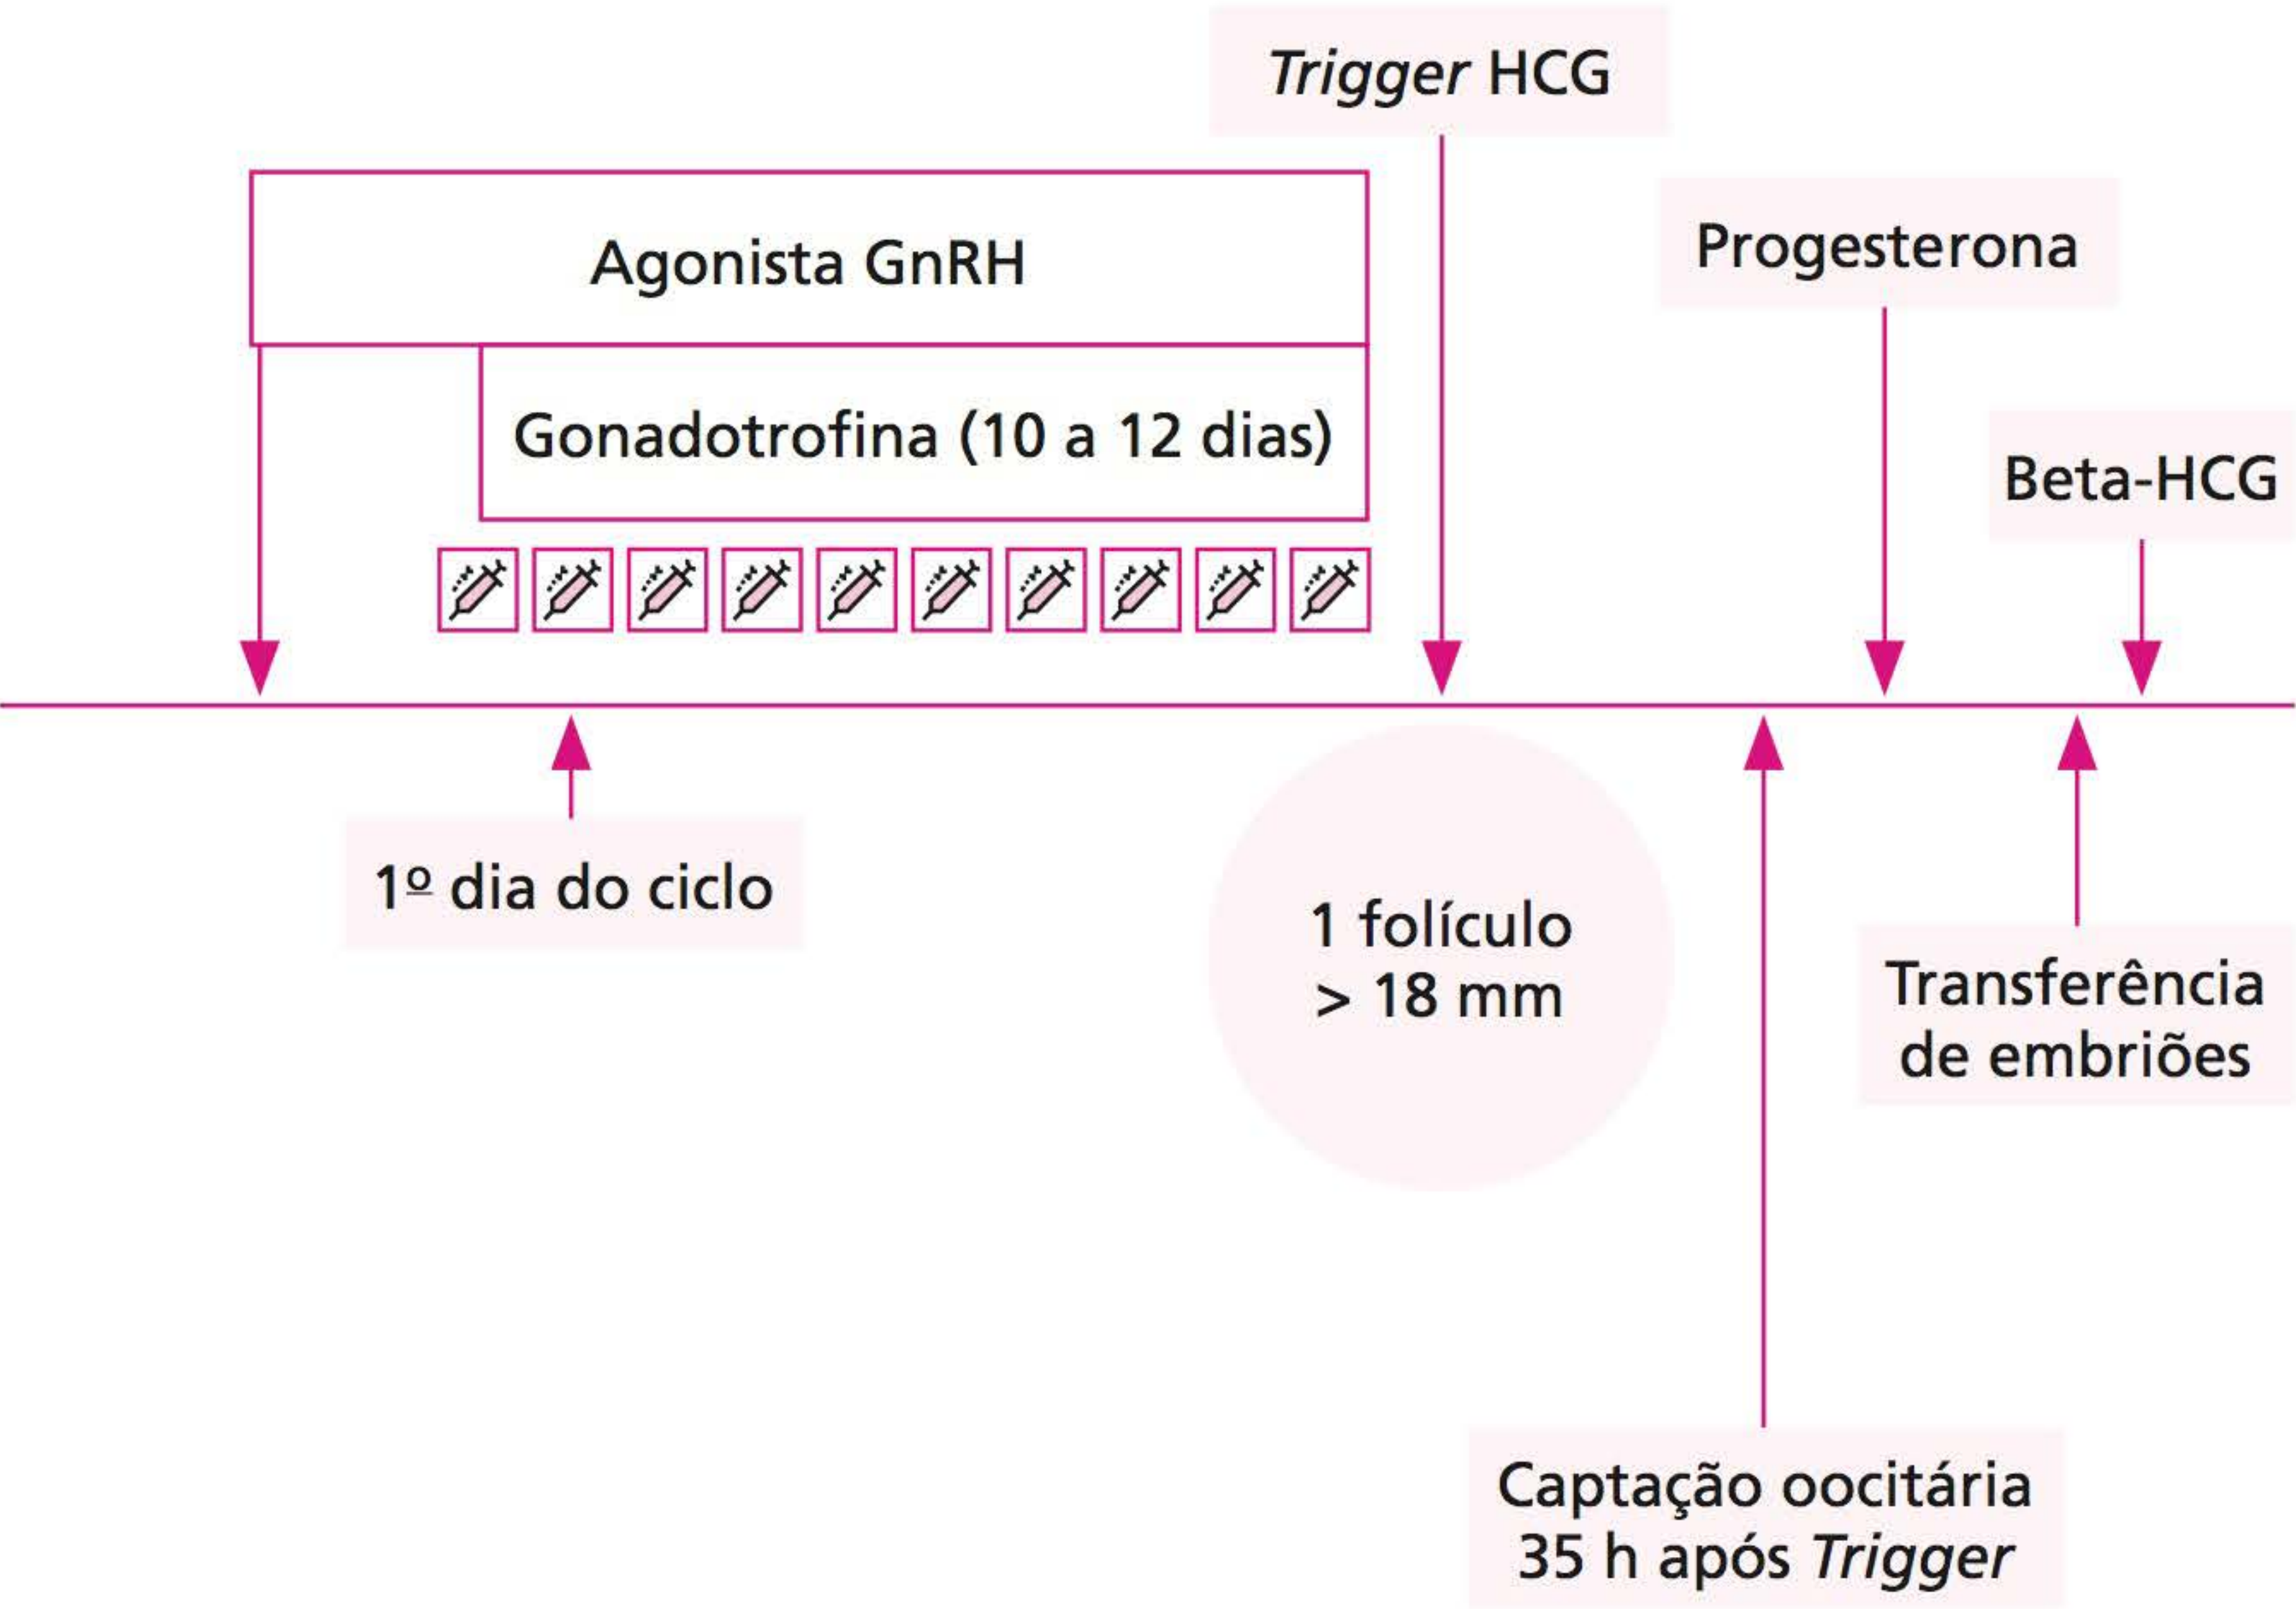 Trigger HCG
Agonista GnRH
Progesterona
Gonadotrofina (10 a 12 dias)
Beta-HCG
1º dia do ciclo
1 folículo
> 18 mm
Transferência
de embriões
Captação oocitária
35 h após Trigger